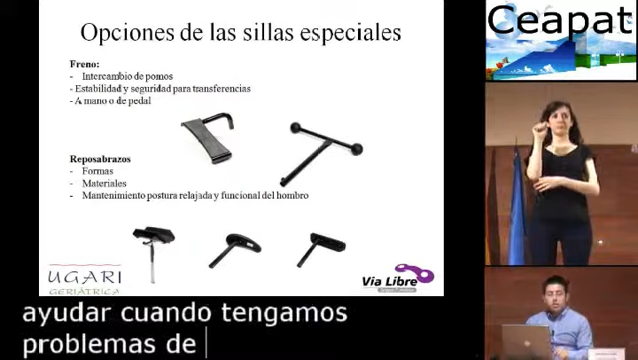 Opciones de las sillas especiales
Ceapat
Freno:
- Intercambio de pomos
- Estabilidad y seguridad para transferencias
- A mano o de pedal
Reposabrazos
- Formas
- Materiales
- Mantenimiento postura relajada y funcional del hombro
UGARI
GERIÁTRICA
Via Libre
ayudar cuando tengamos
problemas de